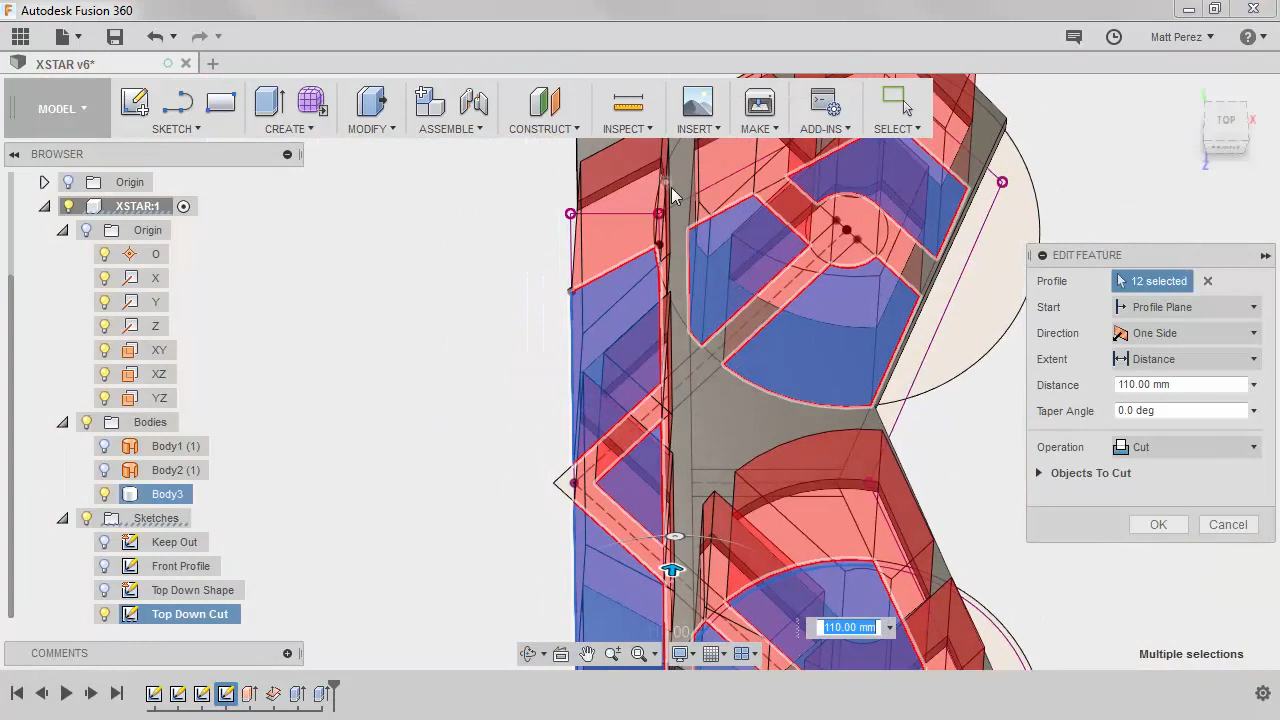 Autodesk Fusion 360
Matt Perez
XSTAR v6*
MODEL
SKETCH
CREATE
MODIFY
ASSEMBLE
CONSTRUCT
INSPECT
INSERT
MAKE
ADD-INS
SELECT
TOP
FRONT
X
Z
BROWSER
Origin
XSTAR:1
Origin
O
X
Y
Z
XY
XZ
YZ
Bodies
Body1 (1)
Body2 (1)
Body3
Sketches
Keep Out
Front Profile
Top Down Shape
Top Down Cut
EDIT FEATURE
Profile 12 selected
Start Profile Plane
Direction One Side
Extent Distance
Distance 110.00 mm
Taper Angle 0.0 deg
Operation Cut
Objects To Cut
OK Cancel
110.00 mm
COMMENTS
Multiple selections